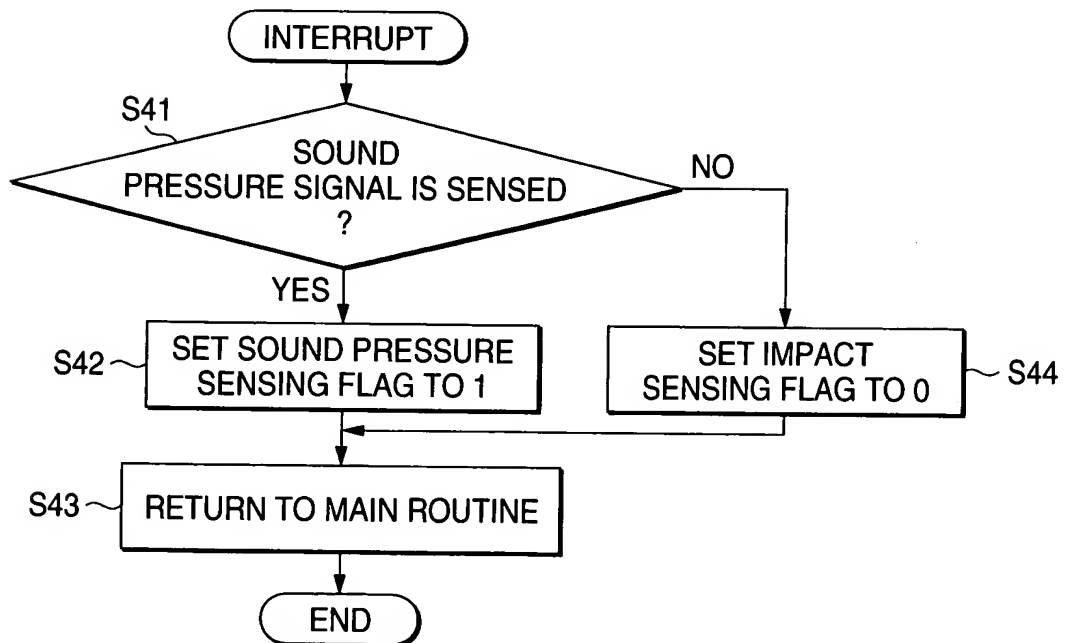 INTERRUPT
S41
SOUND
PRESSURE SIGNAL IS SENSED
?
NO
YES
S42
SET SOUND PRESSURE
SENSING FLAG TO 1
SET IMPACT
SENSING FLAG TO 0
S44
S43
RETURN TO MAIN ROUTINE
END